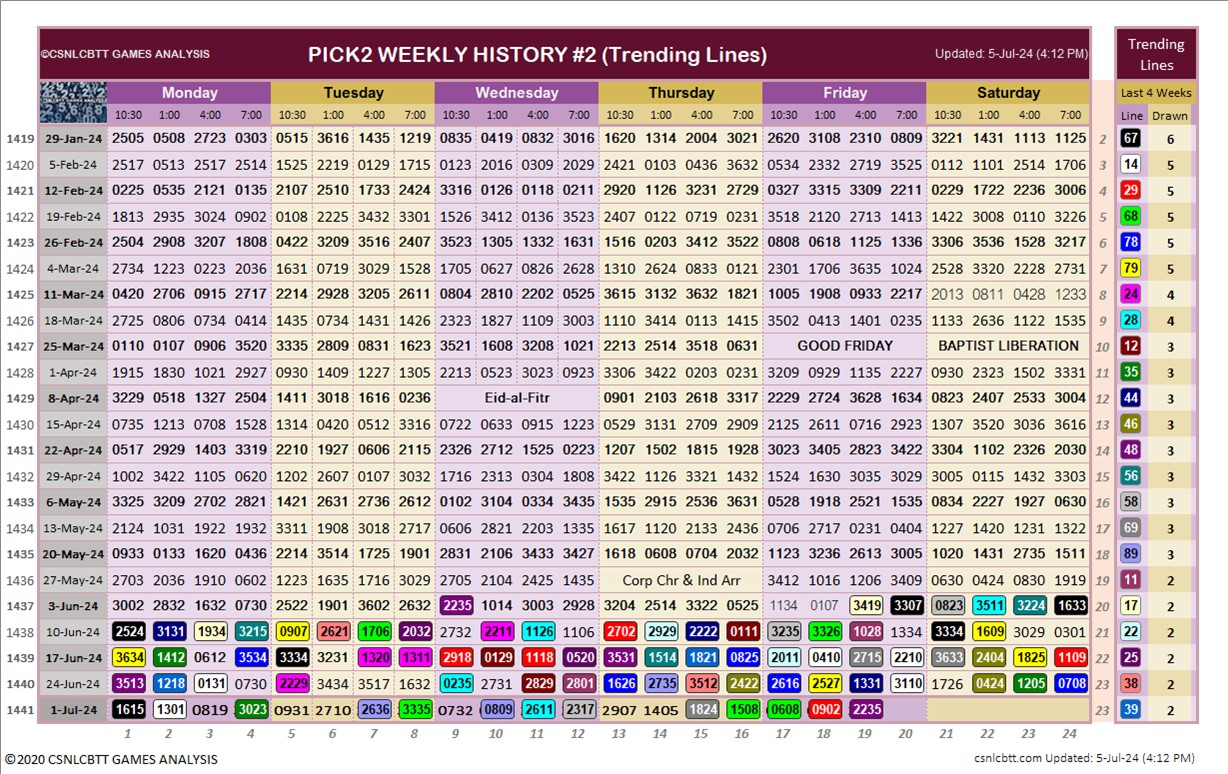 ©CSNLCBTT GAMES ANALYSIS PICK2 WEEKLY HISTORY #2 (Trending Lines) Updated: 5-Jul-24 (4:12 PM) Trending Lines
Monday Tuesday Wednesday Thursday Friday Saturday Last 4 Weeks
10:30 1:00 4:00 7:00 10:30 1:00 4:00 7:00 10:30 1:00 4:00 7:00 10:30 1:00 4:00 7:00 10:30 1:00 4:00 7:00 10:30 1:00 4:00 7:00 Line Drawn
1419 29-Jan-24 2505 0508 2723 0303 0515 3616 1435 1219 0835 0419 0832 3016 1620 1314 2004 3021 2620 3108 2310 0809 3221 1431 1113 1125 2 67 6
1420 5-Feb-24 2517 0513 2517 2514 1525 2219 0129 1715 0123 2016 0309 2029 2421 0103 0436 3632 0534 2332 2719 3525 0112 1101 2514 1706 3 14 5
1421 12-Feb-24 0225 0535 2121 0135 2107 2510 1733 2424 3316 0126 0118 0211 2920 1126 3231 2729 0327 3315 3309 2211 0229 1722 2236 3006 4 29 5
1422 19-Feb-24 1813 2935 3024 0902 0108 2225 3432 3301 1526 3412 0136 3523 2407 0122 0719 0231 3518 2120 2713 1413 1422 3008 0110 3226 5 68 5
1423 26-Feb-24 2504 2908 3207 1808 0422 3209 3516 2407 3523 1305 1332 1631 1516 0203 3412 3522 0808 0618 1125 1336 3306 3536 1528 3217 6 78 5
1424 4-Mar-24 2734 1223 0223 2036 1631 0719 3029 1528 1705 0627 0826 2628 1310 2624 0833 0121 2301 1706 3635 1024 2528 3320 2228 2731 7 79 5
1425 11-Mar-24 0420 2706 0915 2717 2214 2928 3205 2611 0804 2810 2202 0525 3615 3132 3632 1821 1005 1908 0933 2217 2013 0811 0428 1233 8 24 4
1426 18-Mar-24 2725 0806 0734 0414 1435 0734 1431 1426 2323 1827 1109 3003 1110 3414 0113 1415 3502 0413 1401 0235 1133 2636 1122 1535 9 28 4
1427 25-Mar-24 0110 0107 0906 3520 3335 2809 0831 1623 3521 1608 3208 1021 2213 2514 3518 0631 GOOD FRIDAY BAPTIST LIBERATION 10 12 3
1428 1-Apr-24 1915 1830 1021 2927 0930 1409 1227 1305 2213 0523 3023 0923 3306 3422 0203 0231 3209 0929 1135 2227 0930 2323 1502 3331 11 35 3
1429 8-Apr-24 3229 0518 1327 2504 1411 3018 1616 0236 Eid-al-Fitr 0901 2103 2618 3317 2229 2724 3628 1634 0823 2407 2533 3004 12 44 3
1430 15-Apr-24 0735 1213 0708 1528 1314 0420 0512 3310 0722 0633 0915 1223 0529 3131 2709 2909 2125 2611 0716 2923 1307 3520 3036 3616 13 46 3
1431 22-Apr-24 0517 2929 1403 3319 2210 1927 0606 2113 2326 2712 1525 0223 1207 1502 1815 1928 3023 3405 2823 3422 3304 1102 2326 2030 14 48 3
1432 29-Apr-24 1002 3422 1105 0620 1202 2607 0107 3032 1716 2315 0304 1808 3422 1126 3321 1432 1524 1630 3035 3029 3005 0115 1432 3303 15 56 3
1433 6-May-24 3325 3209 2702 2821 1421 2631 2736 2612 0102 3104 0334 3435 1535 2915 2536 3631 0528 1918 2521 1535 0834 2227 1927 0630 16 58 3
1434 13-May-24 2124 1031 1922 1932 3311 1908 3018 2717 0606 2821 2203 1335 1617 1120 2133 2436 0706 2717 0231 0404 1227 1420 1231 1322 17 69 3
1435 20-May-24 0933 0133 1620 0436 2214 3514 1725 1901 2831 2106 3433 3427 1618 0608 0704 2032 1123 3236 2613 3005 1020 1431 2735 1511 18 89 3
1436 27-May-24 2703 2036 1910 0602 1223 1635 1716 3029 2705 2104 2425 1435 Corp Chr & Ind Arr 3412 1016 1206 3409 0630 0424 0830 1919 19 11 2
1437 3-Jun-24 3002 2832 1632 0730 2522 1901 3602 2632 2235 1014 3003 2928 3204 2514 3322 0525 1134 0107 3419 3307 0823 3511 3224 1633 20 17 2
1438 10-Jun-24 2524 3131 1934 3215 0907 2621 1706 2032 2732 2211 1126 1106 2702 2929 2222 0111 3235 3326 1028 1334 3334 1609 3029 0301 21 22 2
1439 17-Jun-24 3634 1412 0612 3534 3334 3231 1320 1311 2918 0129 1118 0520 3531 1514 1821 0825 2011 0410 2715 2210 3633 2404 1825 1109 22 25 2
1440 24-Jun-24 3513 1218 0131 0730 2229 3434 3517 1632 0235 2731 2829 2801 1626 2735 3512 2422 2616 2527 1331 3110 1726 0424 1205 0708 23 38 2
1441 1-Jul-24 1615 1301 0819 3023 0931 2710 2636 3335 0732 0809 2611 2317 2907 1405 1824 1508 0608 0902 2235 23 39 2
1 2 3 4 5 6 7 8 9 10 11 12 13 14 15 16 17 18 19 20 21 22 23 24
©2020 CSNLCBTT GAMES ANALYSIS csnlcbtt.com Updated: 5-Jul-24 (4:12 PM)